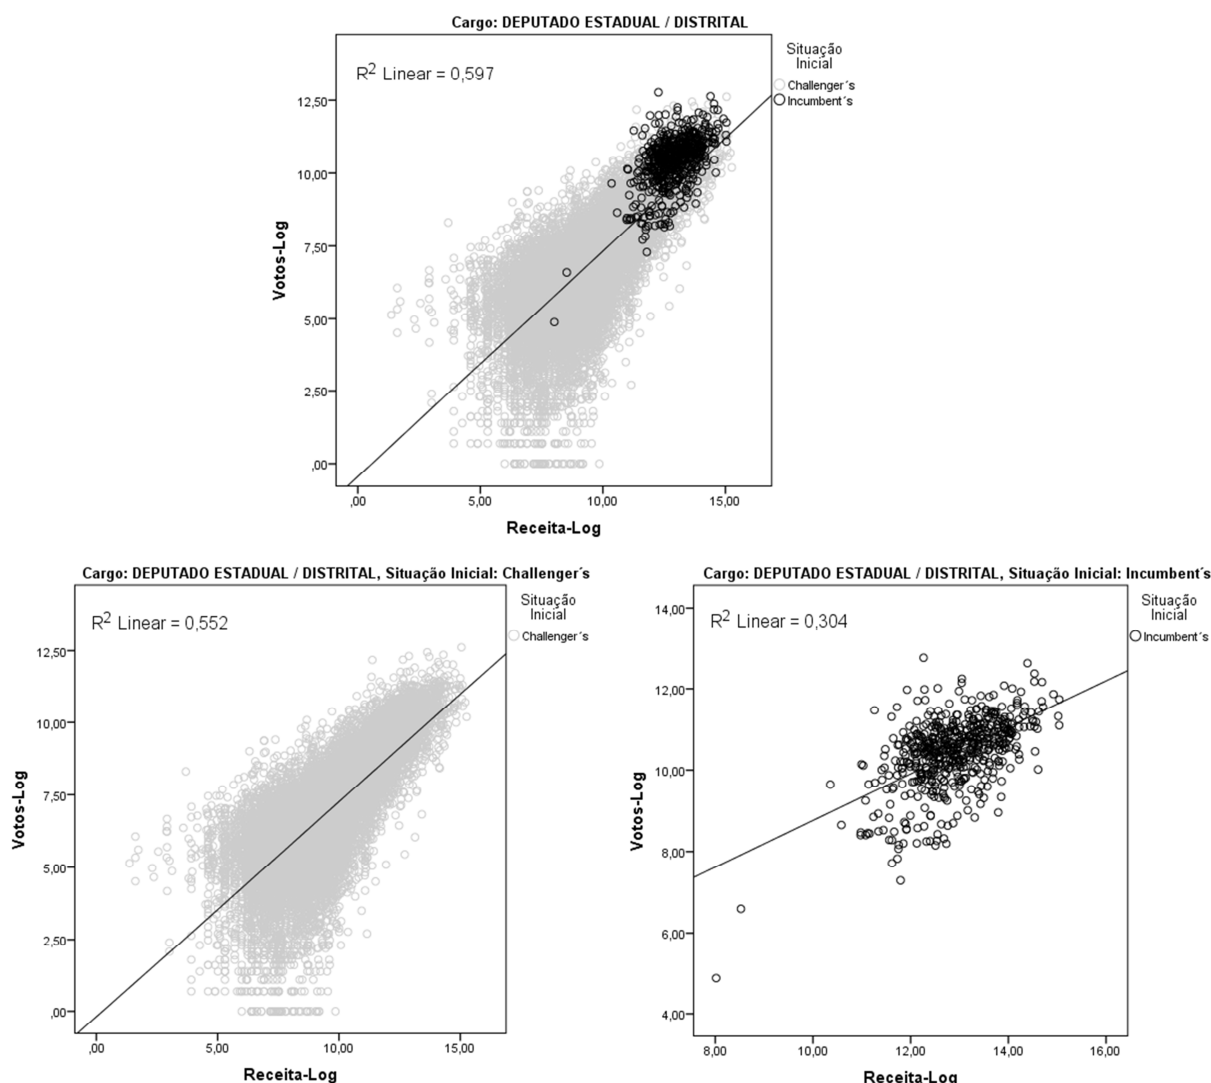 Cargo: DEPUTADO ESTADUAL / DISTRITAL
R2 Linear = 0,597
Situação
Inicial
Challenger´s
Incumbent´s
12,50
10,00
7,50
5,00
2,50
,00
Votos-Log
,00
5,00
10,00
15,00
Receita-Log
Cargo: DEPUTADO ESTADUAL / DISTRITAL, Situação Inicial: Challenger´s
R2 Linear = 0,552
Situação
Inicial
Challenger´s
12,50
10,00
7,50
5,00
2,50
,00
Votos-Log
,00
5,00
10,00
15,00
Receita-Log
Cargo: DEPUTADO ESTADUAL / DISTRITAL, Situação Inicial: Incumbent´s
R2 Linear = 0,304
Situação
Inicial
Incumbent´s
14,00
12,00
10,00
8,00
6,00
4,00
Votos-Log
8,00
10,00
12,00
14,00
16,00
Receita-Log